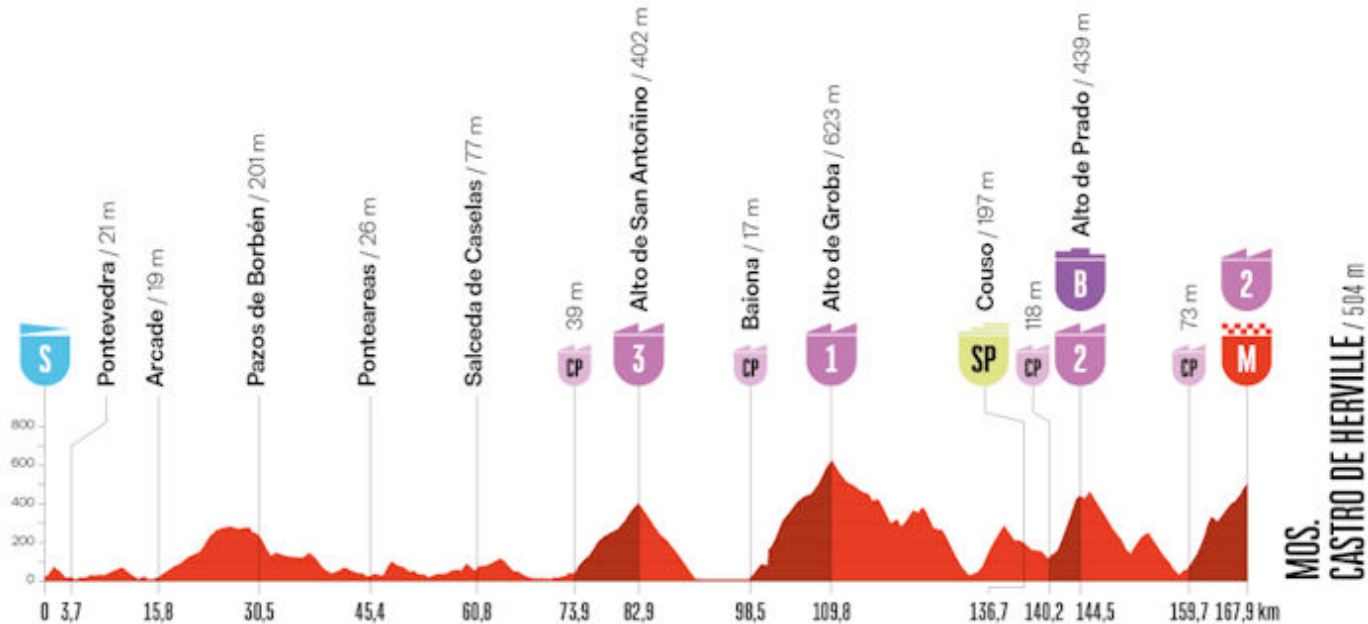 S
Pontevedra / 21 m
Arcade / 19 m
Pazos de Borbén / 201 m
Ponteareas / 26 m
Salceda de Caselas / 77 m
39 m
CP
Alto de San Antoñino / 402 m
3
Baiona / 17 m
CP
Alto de Groba / 623 m
1
Couso / 197 m
SP
118 m
CP
Alto de Prado / 439 m
B
2
73 m
CP
2
M
MOS.
CASTRO DE HERVILLE / 504 m
800
600
400
200
0
0 3,7 15,8 30,5 45,4 60,8 73,9 82,9 98,5 109,8 136,7 140,2 144,5 159,7 167,9 km